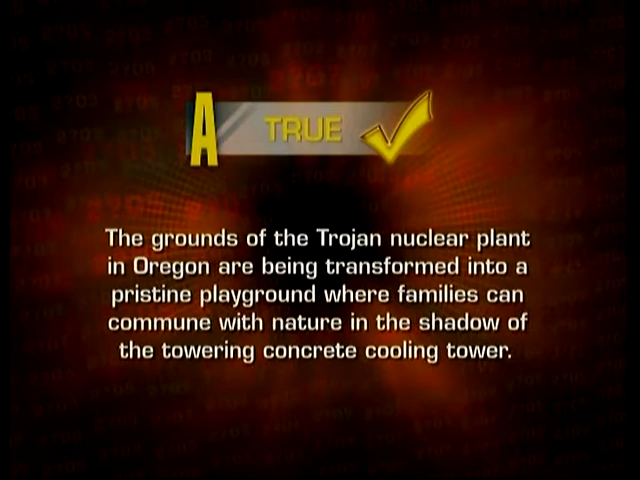 A TRUE
The grounds of the Trojan nuclear plant
in Oregon are being transformed into a
pristine playground where families can
commune with nature in the shadow of
the towering concrete cooling tower.